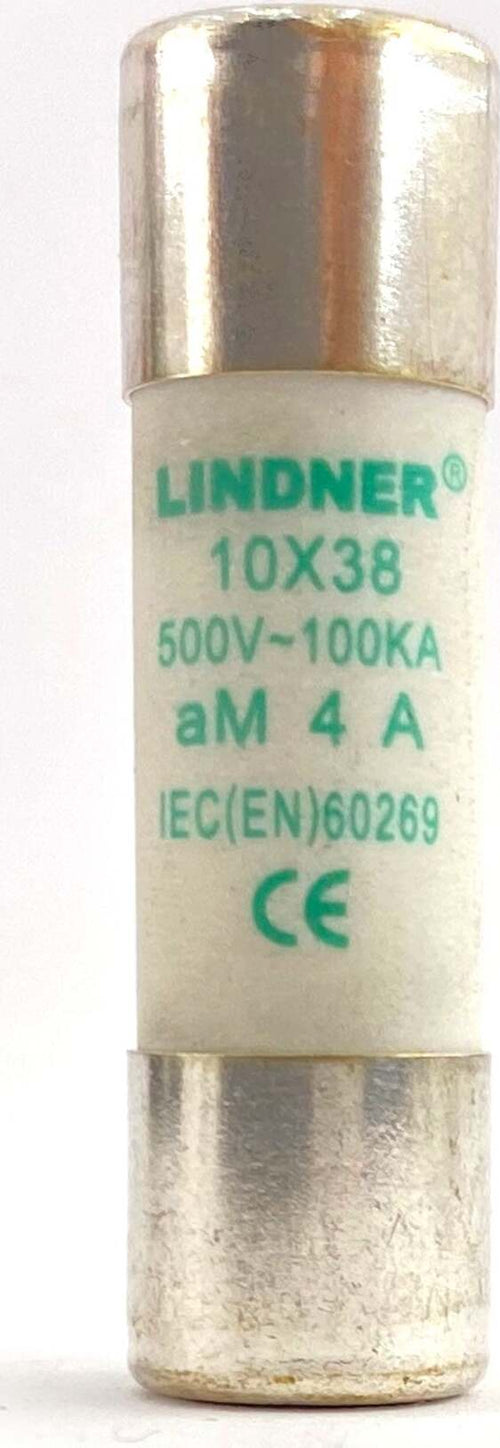 LINDNER®
10X38
500V~100KA
aM 4 A
IEC(EN)60269
CE